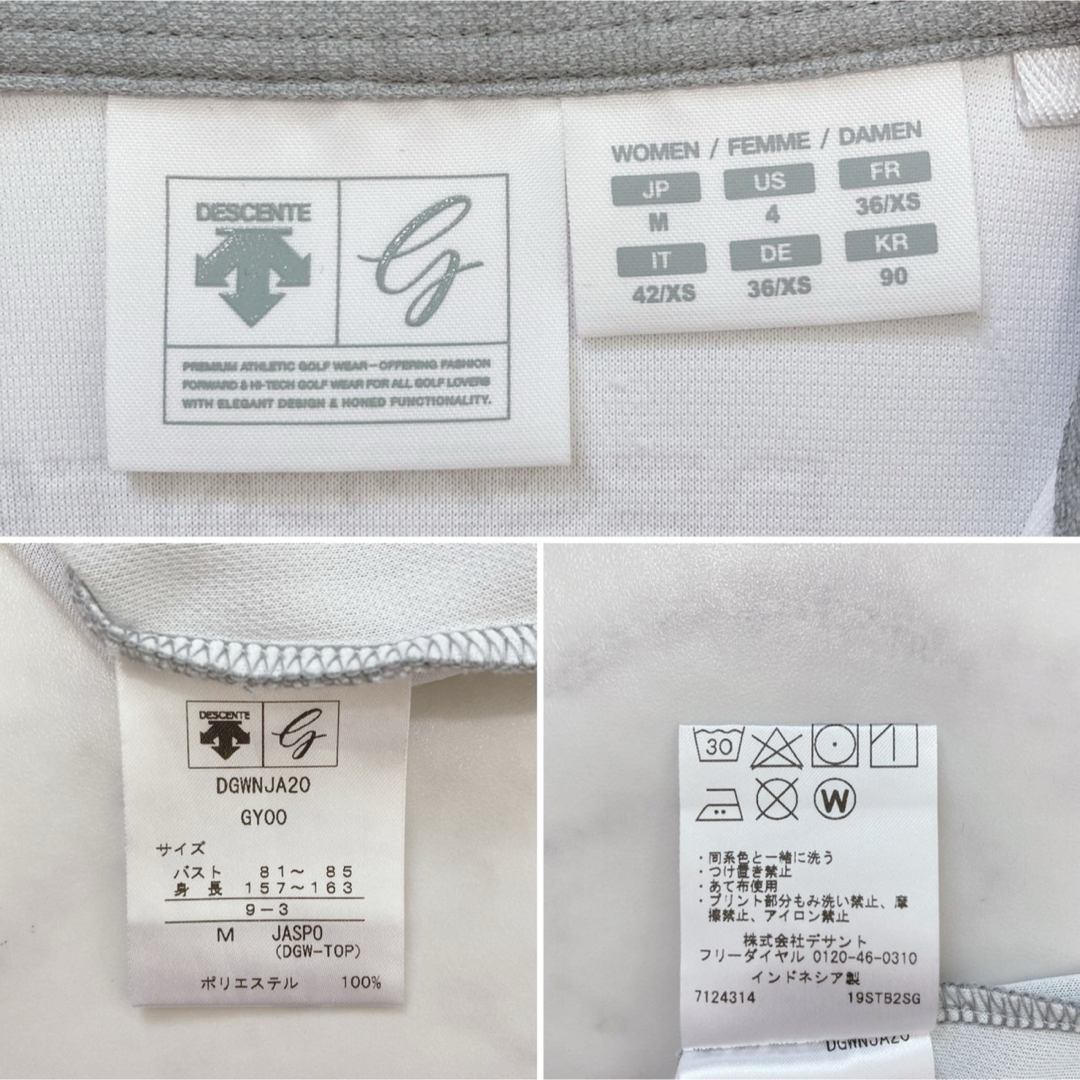 DESCENTE
G
PREMIUM ATHLETIC GOLF WEAR—OFFERING FASHION
FORWARD & HI-TECH GOLF WEAR FOR ALL GOLF LOVERS
WITH ELEGANT DESIGN & HONED FUNCTIONALITY.
WOMEN / FEMME / DAMEN
JP US FR
M 4 36/XS
IT DE KR
42/XS 36/XS 90
DESCENTE
G
DGWNJA20
GY00
サイズ
バスト 81～ 85
身 長 157～163
9-3
M JASPO
(DGW-TOP)
ポリエステル 100%
30
W
・同系色と一緒に洗う
・つけ置き禁止
・あて布使用
・プリント部分もみ洗い禁止、摩
擦禁止、アイロン禁止
株式会社デサント
フリーダイヤル 0120-46-0310
インドネシア製
7124314 19STB2SG
DGWNJA20